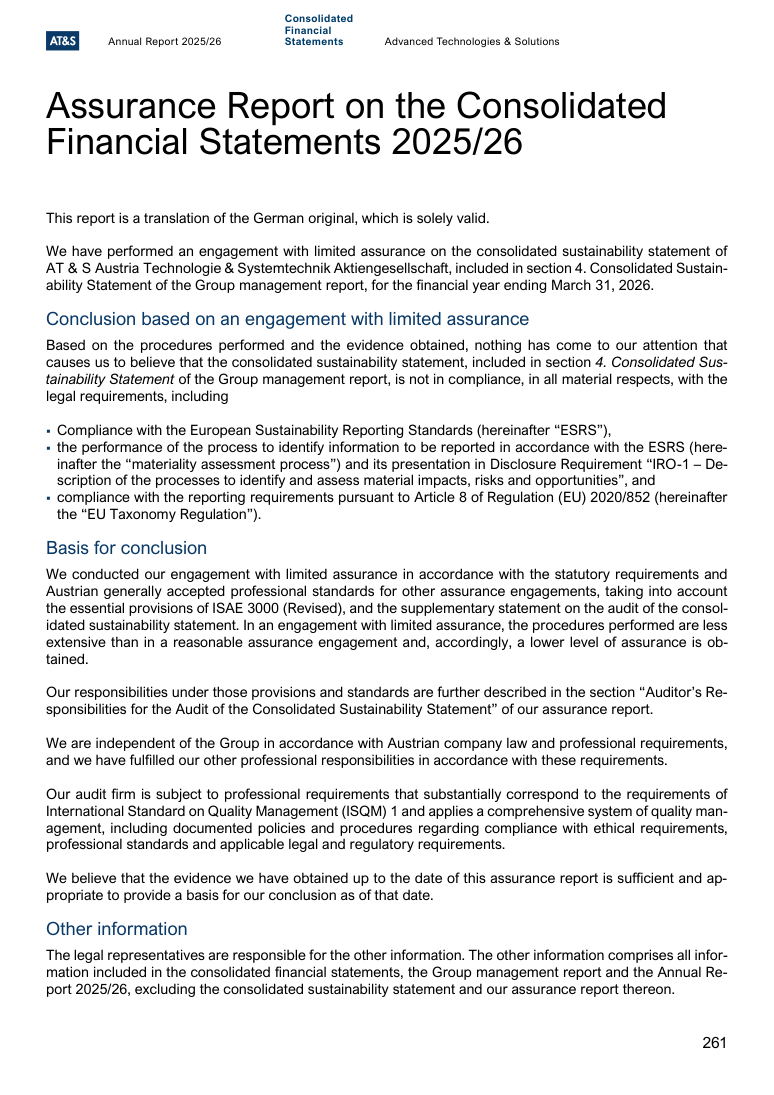 Consolidated
Financial
Statements
AT&S
Annual Report 2025/26
Advanced Technologies & Solutions
Assurance Report on the Consolidated
Financial Statements 2025/26
This report is a translation of the German original, which is solely valid.
We have performed an engagement with limited assurance on the consolidated sustainability statement of
AT & S Austria Technologie & Systemtechnik Aktiengesellschaft, included in section 4. Consolidated Sustain-
ability Statement of the Group management report, for the financial year ending March 31, 2026.
Conclusion based on an engagement with limited assurance
Based on the procedures performed and the evidence obtained, nothing has come to our attention that
causes us to believe that the consolidated sustainability statement, included in section 4. Consolidated Sus-
tainability Statement of the Group management report, is not in compliance, in all material respects, with the
legal requirements, including
▪ Compliance with the European Sustainability Reporting Standards (hereinafter “ESRS”),
▪ the performance of the process to identify information to be reported in accordance with the ESRS (here-
inafter the “materiality assessment process”) and its presentation in Disclosure Requirement “IRO-1 – De-
scription of the processes to identify and assess material impacts, risks and opportunities”, and
▪ compliance with the reporting requirements pursuant to Article 8 of Regulation (EU) 2020/852 (hereinafter
the “EU Taxonomy Regulation”).
Basis for conclusion
We conducted our engagement with limited assurance in accordance with the statutory requirements and
Austrian generally accepted professional standards for other assurance engagements, taking into account
the essential provisions of ISAE 3000 (Revised), and the supplementary statement on the audit of the consol-
idated sustainability statement. In an engagement with limited assurance, the procedures performed are less
extensive than in a reasonable assurance engagement and, accordingly, a lower level of assurance is ob-
tained.
Our responsibilities under those provisions and standards are further described in the section “Auditor’s Re-
sponsibilities for the Audit of the Consolidated Sustainability Statement” of our assurance report.
We are independent of the Group in accordance with Austrian company law and professional requirements,
and we have fulfilled our other professional responsibilities in accordance with these requirements.
Our audit firm is subject to professional requirements that substantially correspond to the requirements of
International Standard on Quality Management (ISQM) 1 and applies a comprehensive system of quality man-
agement, including documented policies and procedures regarding compliance with ethical requirements,
professional standards and applicable legal and regulatory requirements.
We believe that the evidence we have obtained up to the date of this assurance report is sufficient and ap-
propriate to provide a basis for our conclusion as of that date.
Other information
The legal representatives are responsible for the other information. The other information comprises all infor-
mation included in the consolidated financial statements, the Group management report and the Annual Re-
port 2025/26, excluding the consolidated sustainability statement and our assurance report thereon.
261